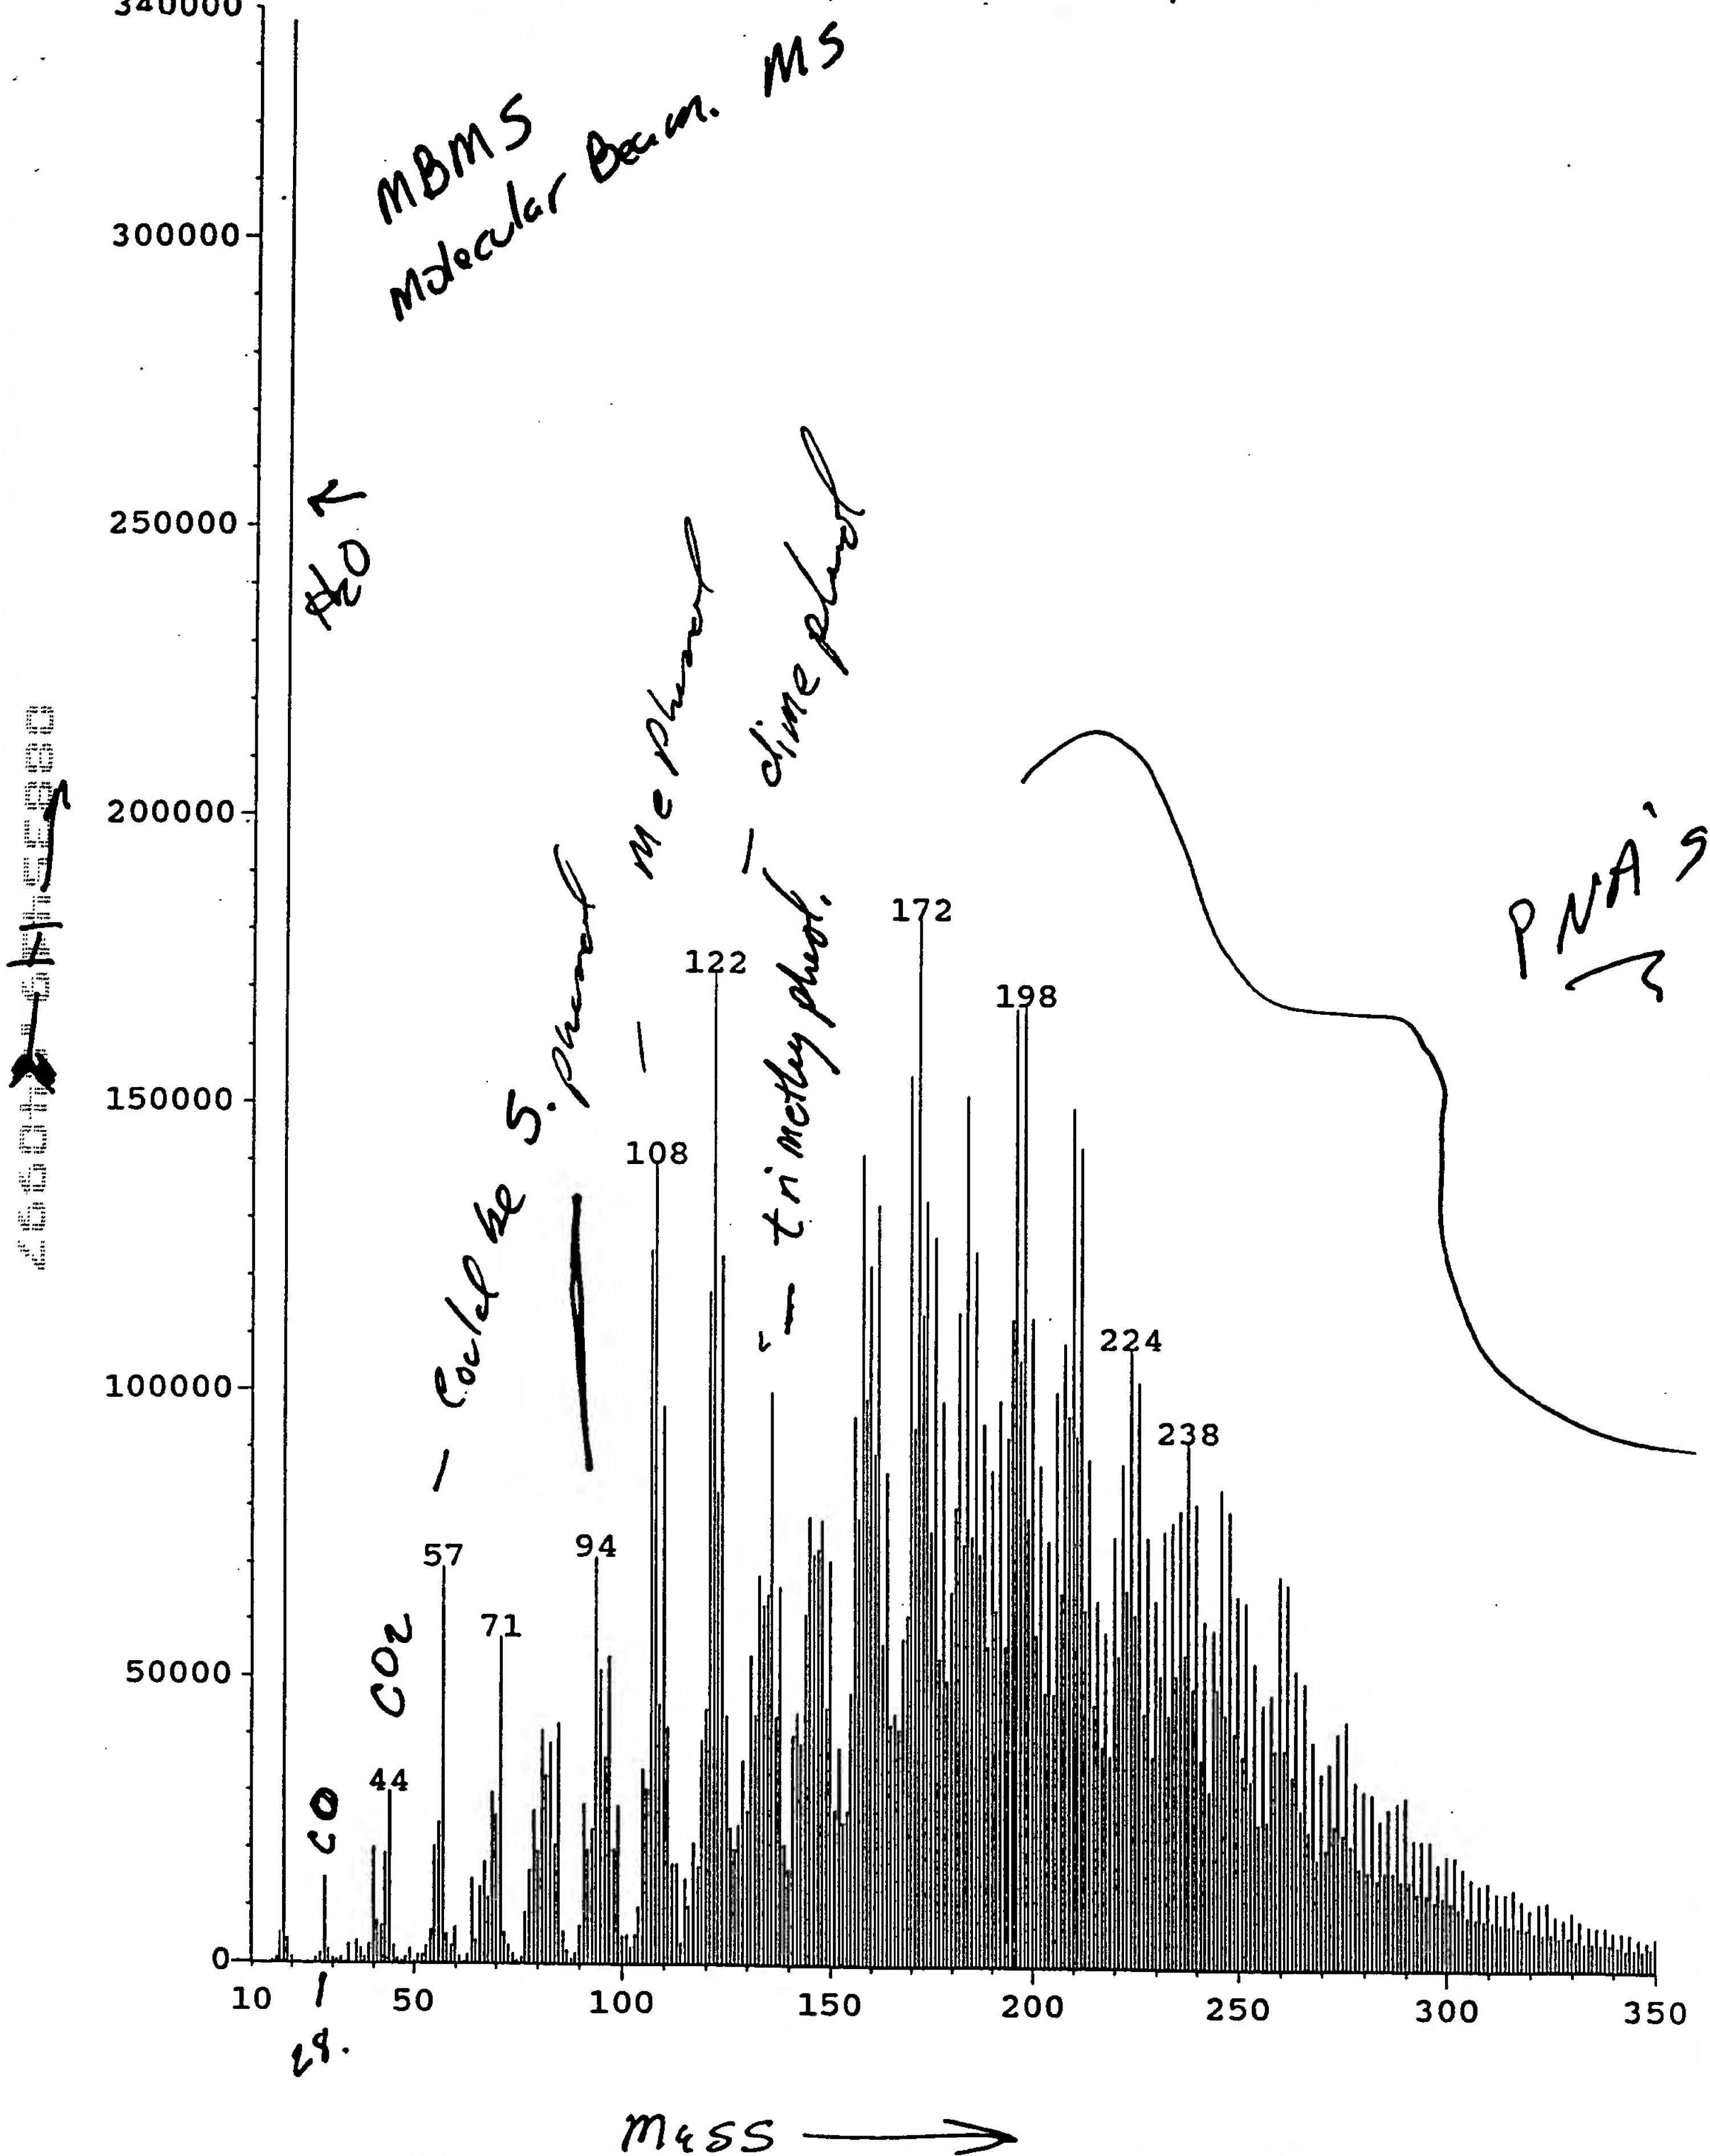 340000
MBMS
Molecular Beam. MS
300000
250000
H2O
200000
150000
100000
50000
0
CO
CO2
44
57
71
94
108
122
172
198
224
238
— Could be S.
phenol
— Me phenol
— dime phenol
— trimethy phenol.
PNA's
10
50
100
150
200
250
300
350
28.
Mass